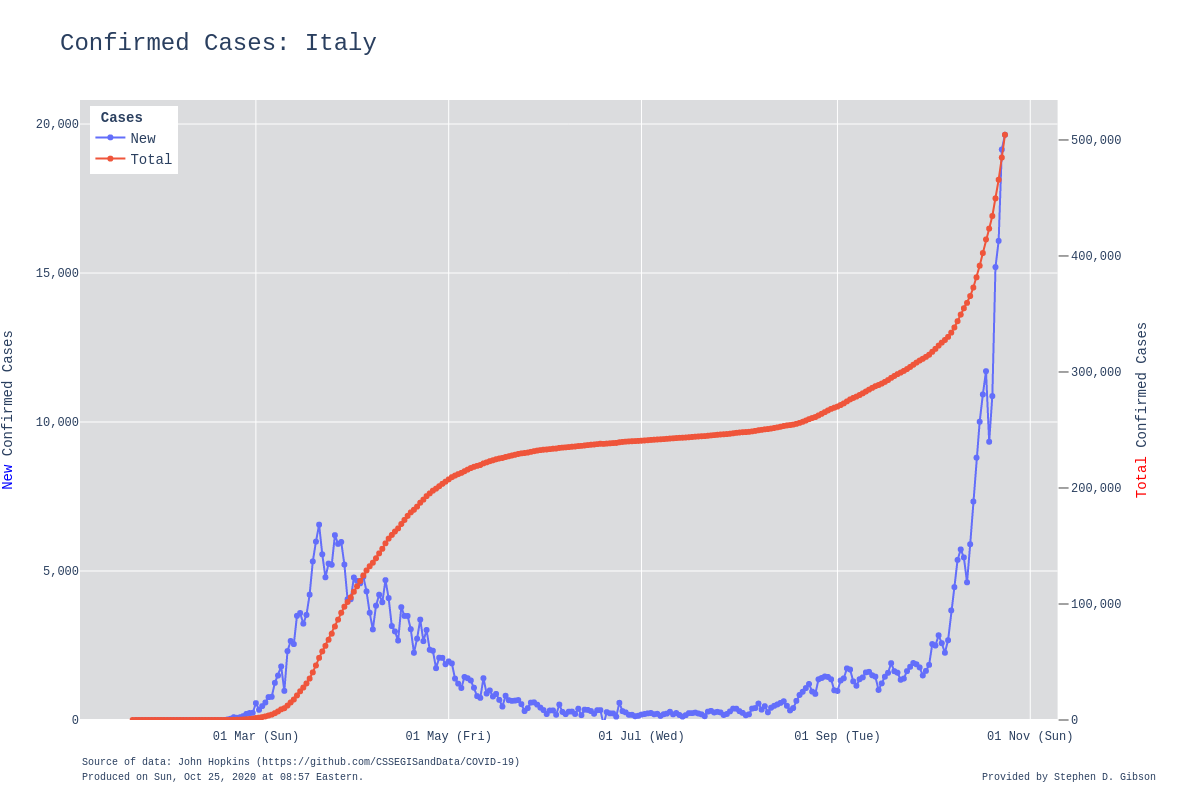 Confirmed Cases: Italy
Cases
New
Total
20,000
15,000
10,000
5,000
0
500,000
400,000
300,000
200,000
100,000
0
New Confirmed Cases
Total Confirmed Cases
01 Mar (Sun)
01 May (Fri)
01 Jul (Wed)
01 Sep (Tue)
01 Nov (Sun)
Source of data: John Hopkins (https://github.com/CSSEGISandData/COVID-19)
Produced on Sun, Oct 25, 2020 at 08:57 Eastern.
Provided by Stephen D. Gibson